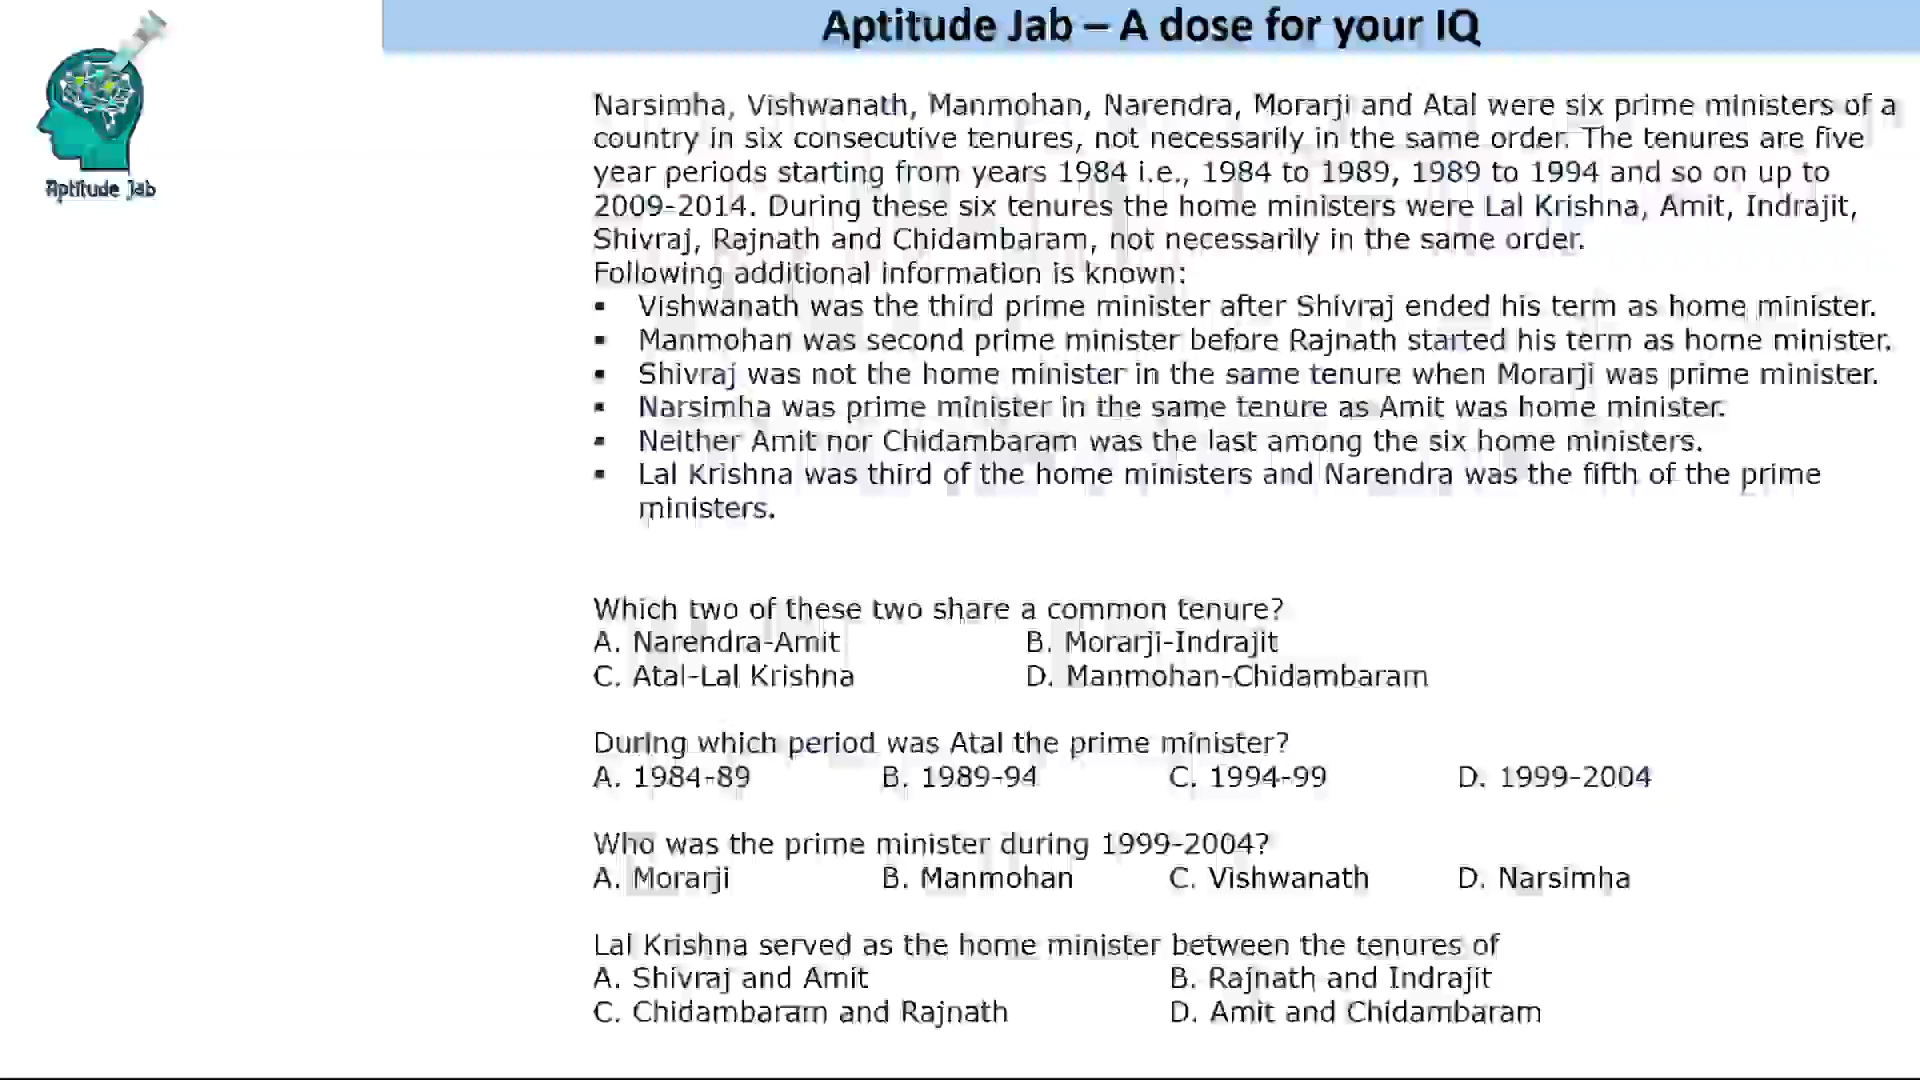 Aptitude Jab – A dose for your IQ
Aptitude Jab
Narsimha, Vishwanath, Manmohan, Narendra, Morarji and Atal were six prime ministers of a
country in six consecutive tenures, not necessarily in the same order. The tenures are five
year periods starting from years 1984 i.e., 1984 to 1989, 1989 to 1994 and so on up to
2009-2014. During these six tenures the home ministers were Lal Krishna, Amit, Indrajit,
Shivraj, Rajnath and Chidambaram, not necessarily in the same order.
Following additional information is known:
▪ Vishwanath was the third prime minister after Shivraj ended his term as home minister.
▪ Manmohan was second prime minister before Rajnath started his term as home minister.
▪ Shivraj was not the home minister in the same tenure when Morarji was prime minister.
▪ Narsimha was prime minister in the same tenure as Amit was home minister.
▪ Neither Amit nor Chidambaram was the last among the six home ministers.
▪ Lal Krishna was third of the home ministers and Narendra was the fifth of the prime
ministers.
Which two of these two share a common tenure?
A. Narendra-Amit B. Morarji-Indrajit
C. Atal-Lal Krishna D. Manmohan-Chidambaram
During which period was Atal the prime minister?
A. 1984-89 B. 1989-94 C. 1994-99 D. 1999-2004
Who was the prime minister during 1999-2004?
A. Morarji B. Manmohan C. Vishwanath D. Narsimha
Lal Krishna served as the home minister between the tenures of
A. Shivraj and Amit B. Rajnath and Indrajit
C. Chidambaram and Rajnath D. Amit and Chidambaram